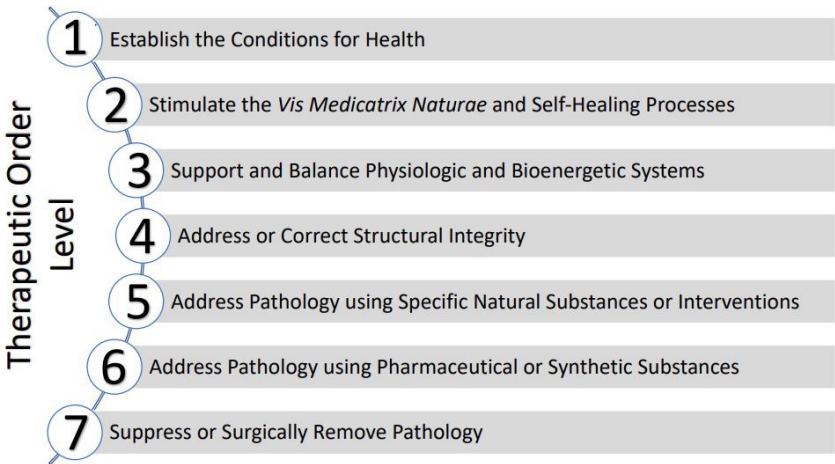 Therapeutic Order
Level
1 Establish the Conditions for Health
2 Stimulate the Vis Medicatrix Naturae and Self-Healing Processes
3 Support and Balance Physiologic and Bioenergetic Systems
4 Address or Correct Structural Integrity
5 Address Pathology using Specific Natural Substances or Interventions
6 Address Pathology using Pharmaceutical or Synthetic Substances
7 Suppress or Surgically Remove Pathology